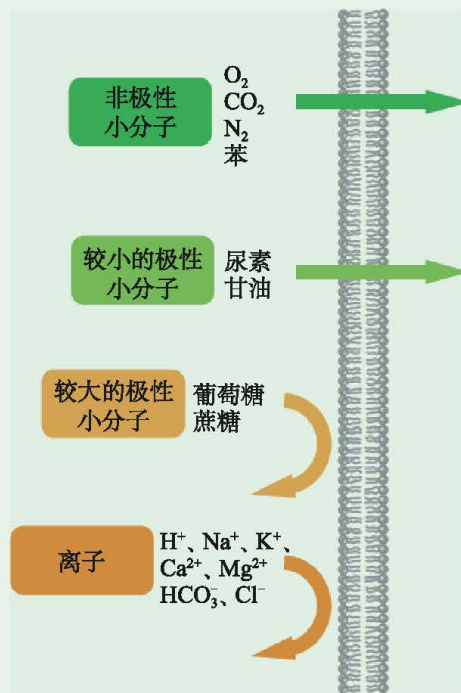 非极性
小分子
O₂
CO₂
N₂
苯
较小的极性
小分子
尿素
甘油
较大的极性
小分子
葡萄糖
蔗糖
离子
H⁺、Na⁺、K⁺、
Ca²⁺、Mg²⁺
HCO₃⁻、Cl⁻